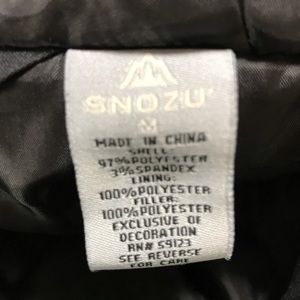 SNOZU
M
MADE IN CHINA
SHELL:
97%POLYESTER
3%SPANDEX
LINING:
100%POLYESTER
FILLER:
100%POLYESTER
EXCLUSIVE OF
DECORATION
RN# 59123
SEE REVERSE
FOR CARE